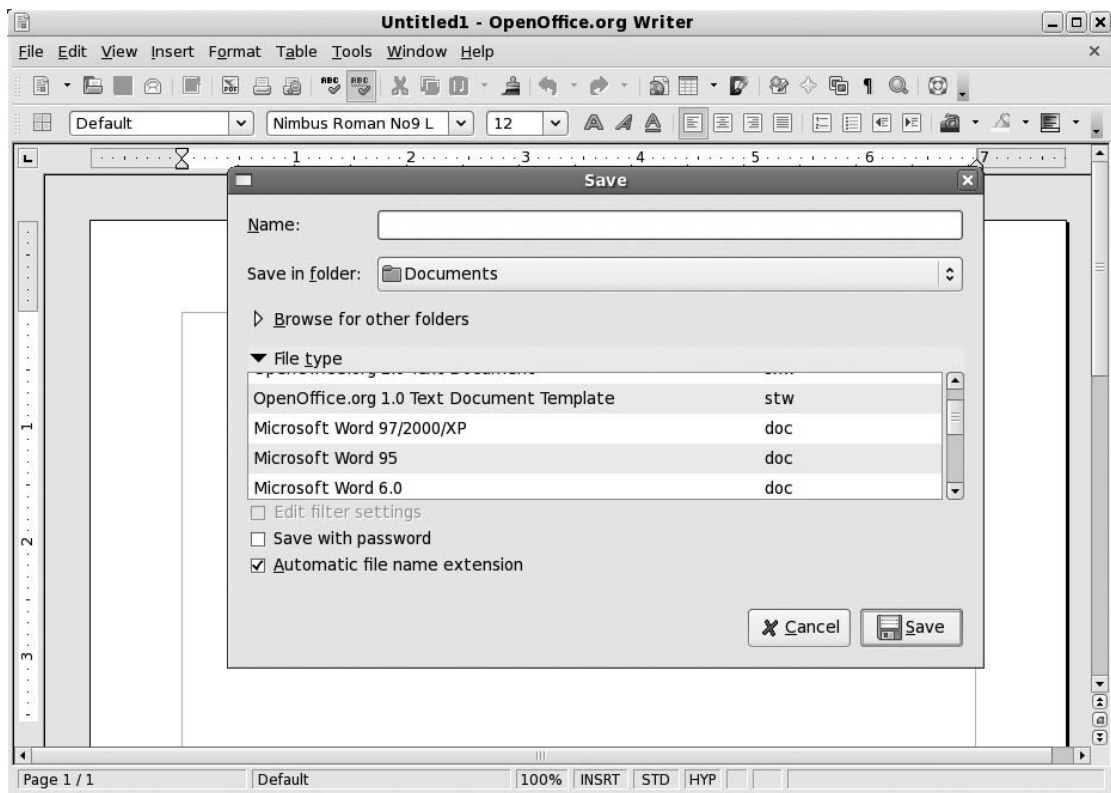 Untitled1 - OpenOffice.org Writer
File Edit View Insert Format Table Tools Window Help
PDF ABC ABC
Default Nimbus Roman No9 L 12
1 2 3 4 5 6 7
Save
Name:
Save in folder: Documents
Browse for other folders
File type
OpenOffice.org 1.0 Text Document Template stw
Microsoft Word 97/2000/XP doc
Microsoft Word 95 doc
Microsoft Word 6.0 doc
Edit filter settings
Save with password
Automatic file name extension
Cancel Save
1
2
3
Page 1 / 1 Default 100% INSRT STD HYP